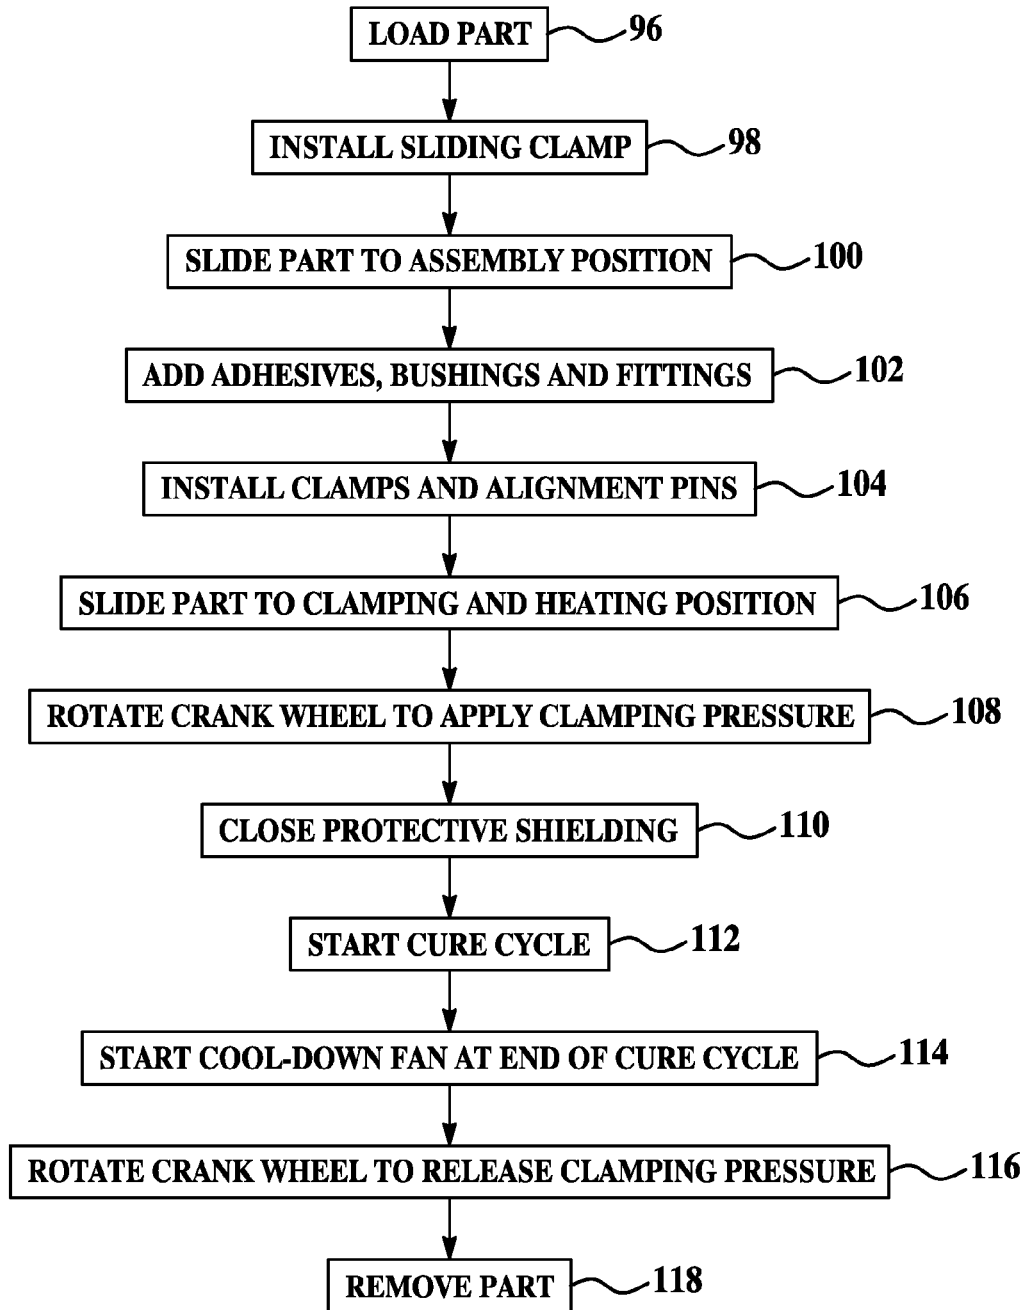 LOAD PART 96
INSTALL SLIDING CLAMP 98
SLIDE PART TO ASSEMBLY POSITION 100
ADD ADHESIVES, BUSHINGS AND FITTINGS 102
INSTALL CLAMPS AND ALIGNMENT PINS 104
SLIDE PART TO CLAMPING AND HEATING POSITION 106
ROTATE CRANK WHEEL TO APPLY CLAMPING PRESSURE 108
CLOSE PROTECTIVE SHIELDING 110
START CURE CYCLE 112
START COOL-DOWN FAN AT END OF CURE CYCLE 114
ROTATE CRANK WHEEL TO RELEASE CLAMPING PRESSURE 116
REMOVE PART 118